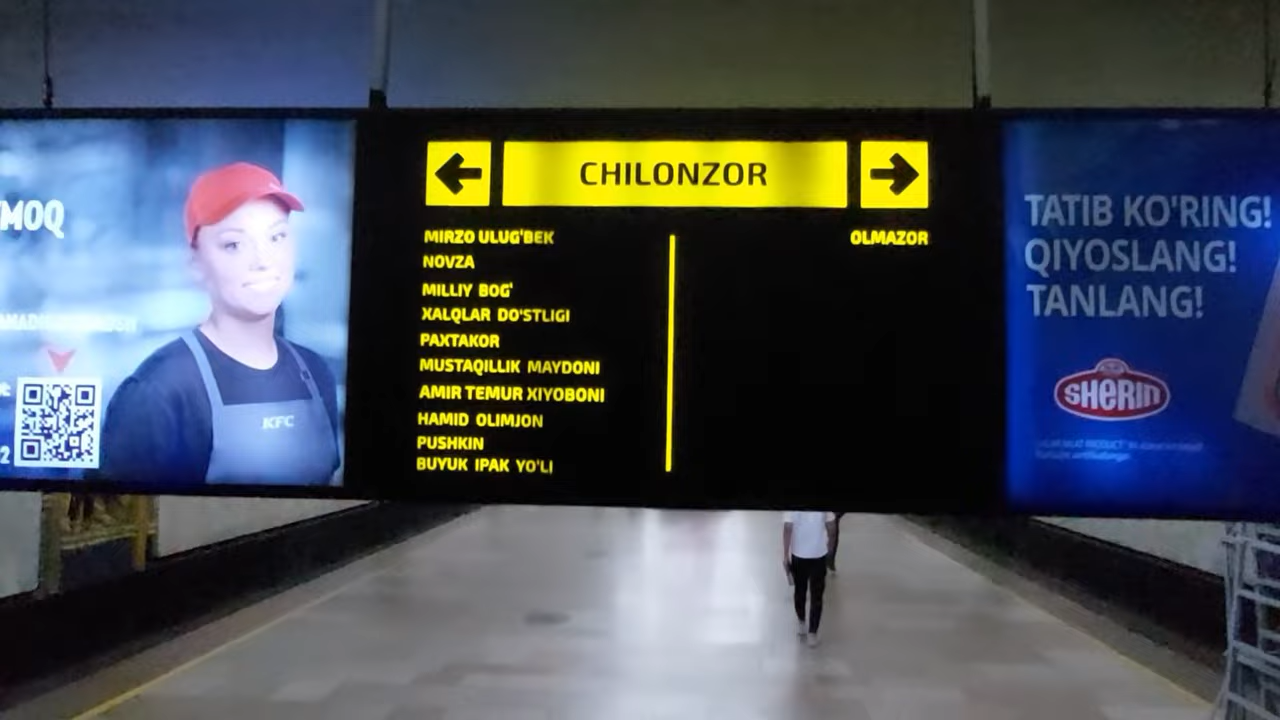 CHILONZOR
MIRZO ULUG'BEK
NOVZA
MILLIY BOG'
XALQLAR DO'STLIGI
PAXTAKOR
MUSTAQILLIK MAYDONI
AMIR TEMUR XIYOBONI
HAMID OLIMJON
PUSHKIN
BUYUK IPAK YO'LI
OLMAZOR
KFC
TATIB KO'RING!
QIYOSLANG!
TANLANG!
SHERIN